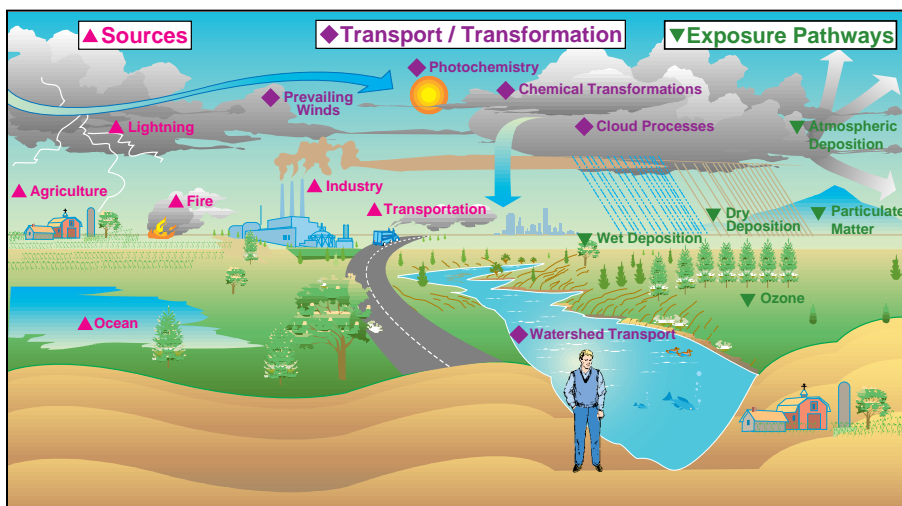 Sources
Transport / Transformation
Exposure Pathways
Photochemistry
Prevailing
Winds
Chemical Transformations
Lightning
Cloud Processes
Atmospheric
Deposition
Agriculture
Fire
Industry
Transportation
Dry
Deposition
Particulate
Matter
Wet Deposition
Ozone
Ocean
Watershed Transport